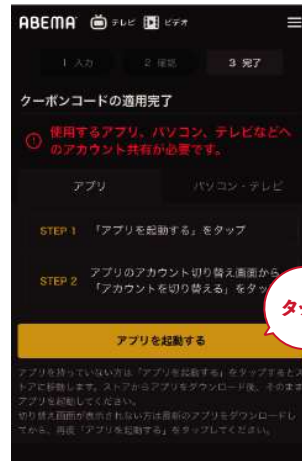 ABEMA テレビ ビデオ
1 入力 2 確認 3 完了
クーポンコードの適用完了
使用するアプリ、パソコン、テレビなどへ
のアカウント共有が必要です。
アプリ パソコン・テレビ
STEP 1 「アプリを起動する」をタップ
STEP 2 アプリのアカウント切り替え画面から
「アカウントを切り替える」をタッ
タッ
アプリを起動する
アプリを持っていない方は「アプリを起動する」をタップするとス
トアに移動します。ストアからアプリをダウンロード後、そのまま
アプリを起動してください。
切り替え画面が表示されない方は最新のアプリをダウンロードし
てから、再度「アプリを起動する」をタップしてください。